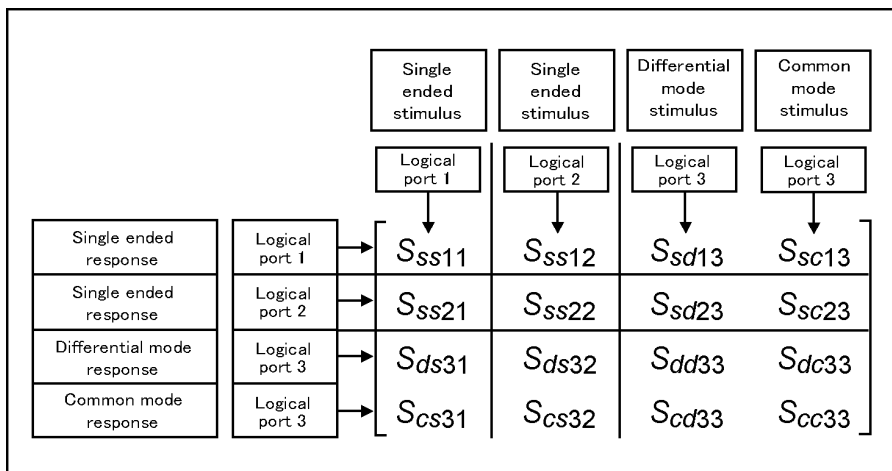 Single ended stimulus
Single ended stimulus
Differential mode stimulus
Common mode stimulus
Logical port 1
Logical port 2
Logical port 3
Logical port 3
Single ended response
Logical port 1
Sss11 Sss12 Ssd13 Ssc13
Single ended response
Logical port 2
Sss21 Sss22 Ssd23 Ssc23
Differential mode response
Logical port 3
Sds31 Sds32 Sdd33 Sdc33
Common mode response
Logical port 3
Scs31 Scs32 Scd33 Scc33